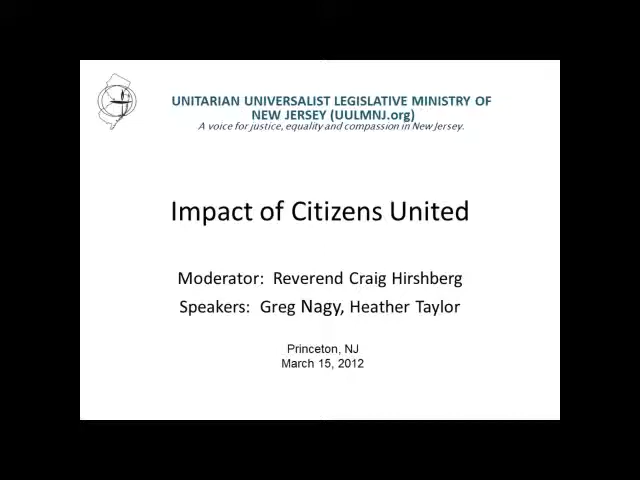 UNITARIAN UNIVERSALIST LEGISLATIVE MINISTRY OF
NEW JERSEY (UULMNJ.org)
A voice for justice, equality and compassion in New Jersey.
Impact of Citizens United
Moderator:  Reverend Craig Hirshberg
Speakers:  Greg Nagy, Heather Taylor
Princeton, NJ
March 15, 2012